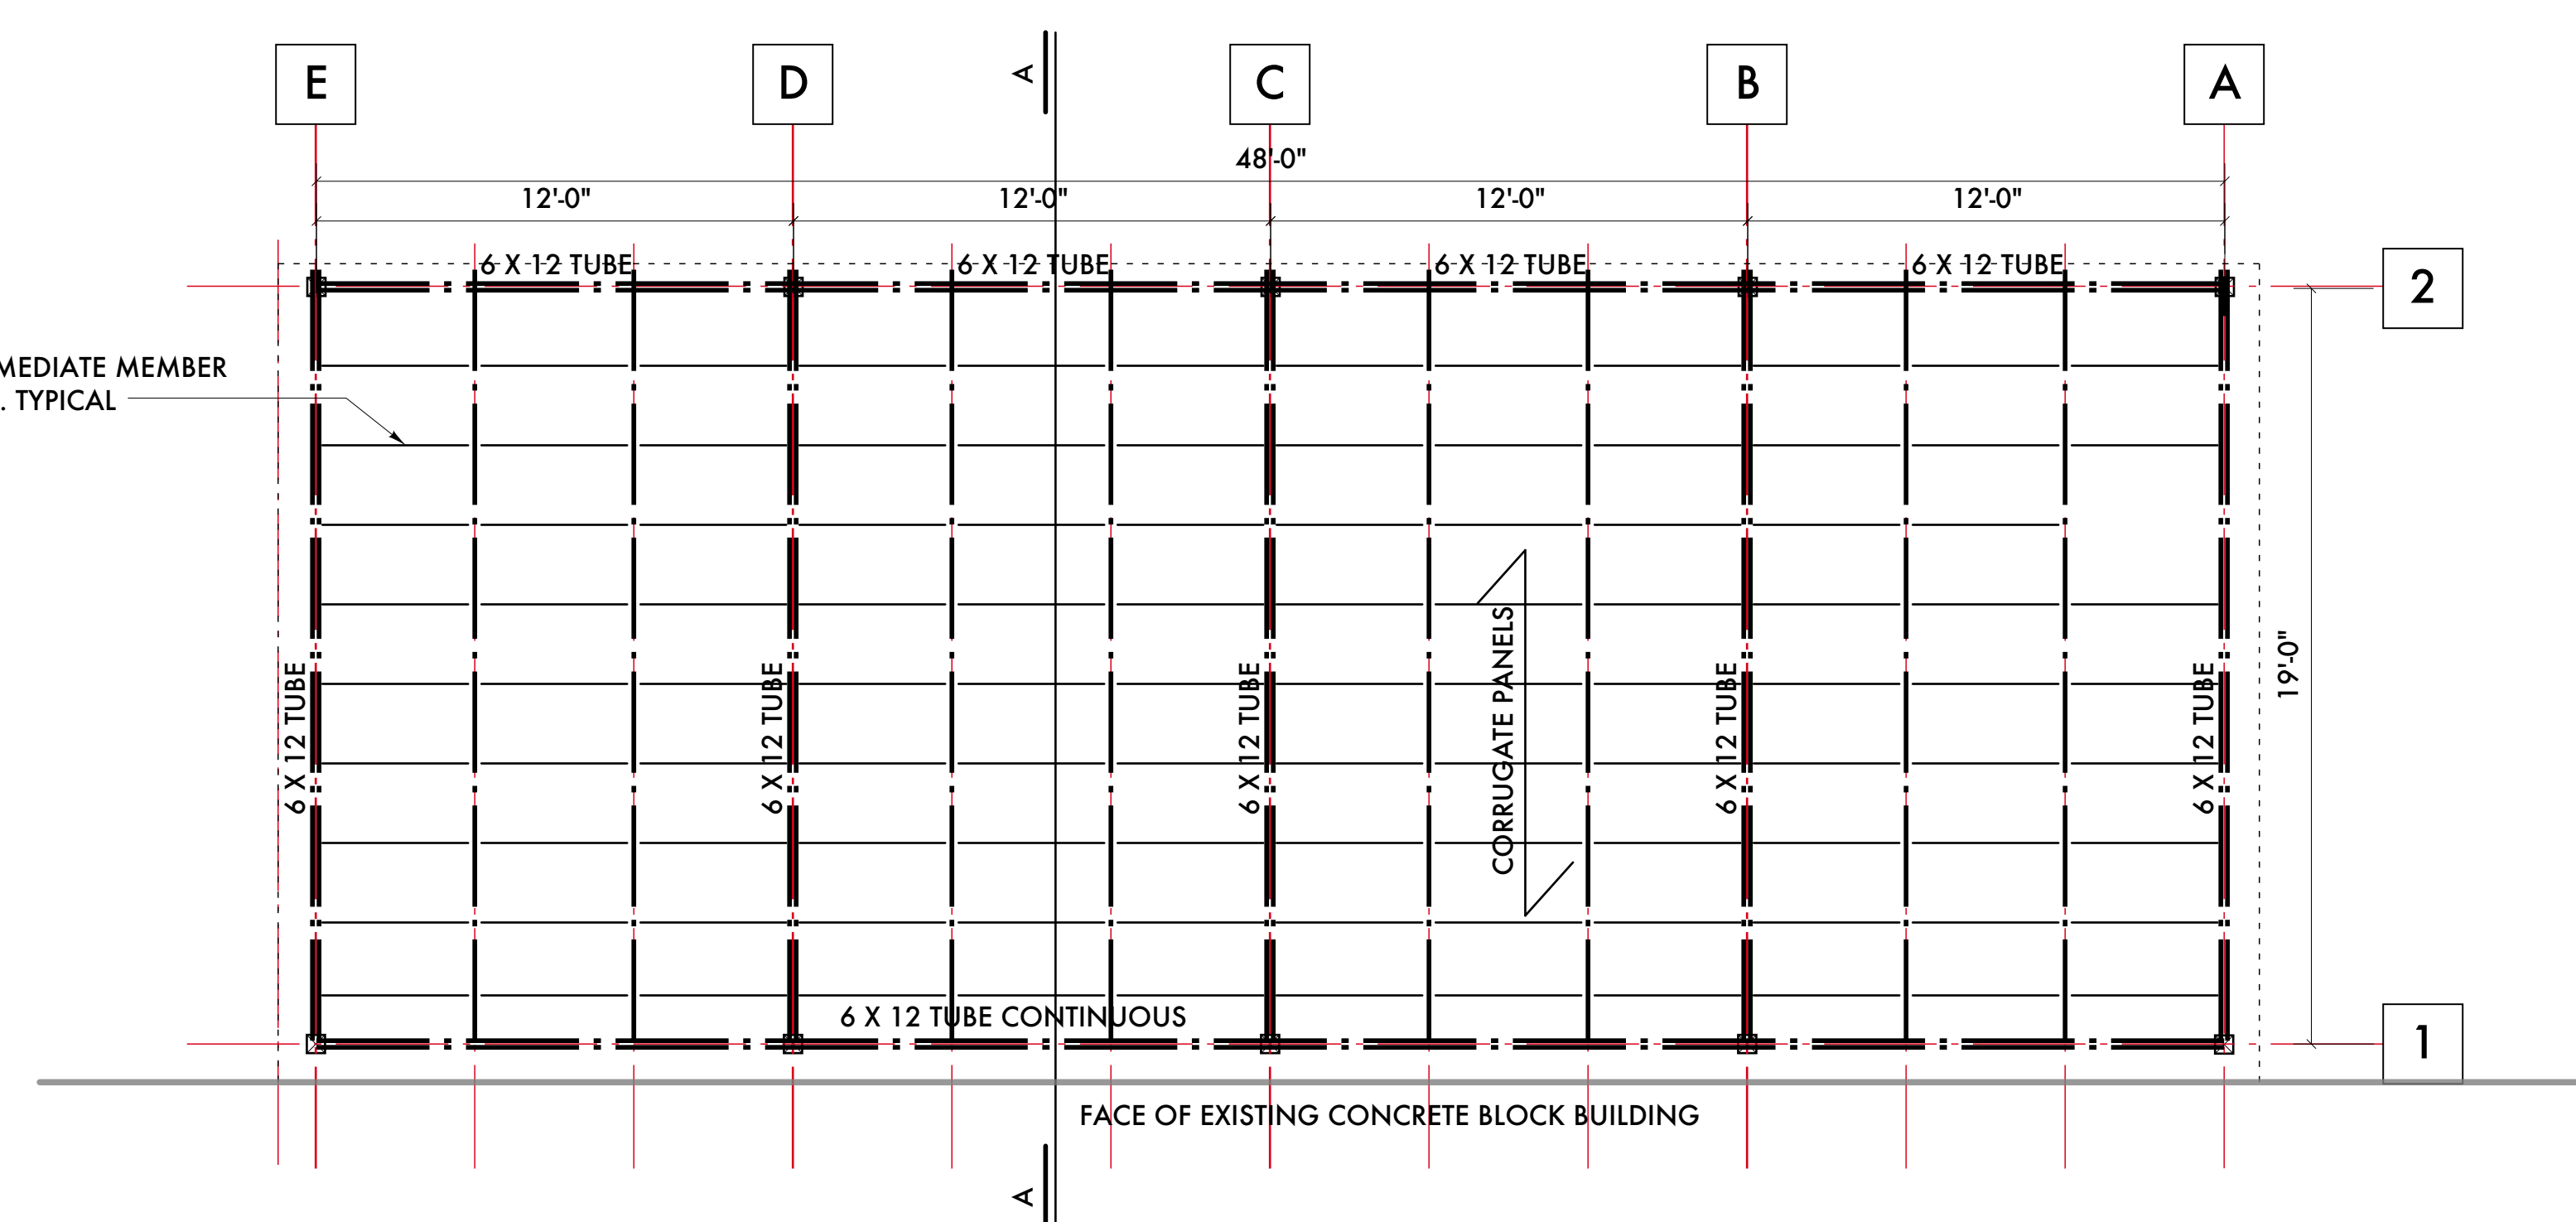 E
D
C
B
A
A
48'-0"
12'-0"
12'-0"
12'-0"
12'-0"
6 X 12 TUBE
6 X 12 TUBE
6 X 12 TUBE
6 X 12 TUBE
2
MEDIATE MEMBER
. TYPICAL
6 X 12 TUBE
6 X 12 TUBE
6 X 12 TUBE
CORRUGATE PANELS
6 X 12 TUBE
6 X 12 TUBE
19'-0"
6 X 12 TUBE CONTINUOUS
1
FACE OF EXISTING CONCRETE BLOCK BUILDING
A